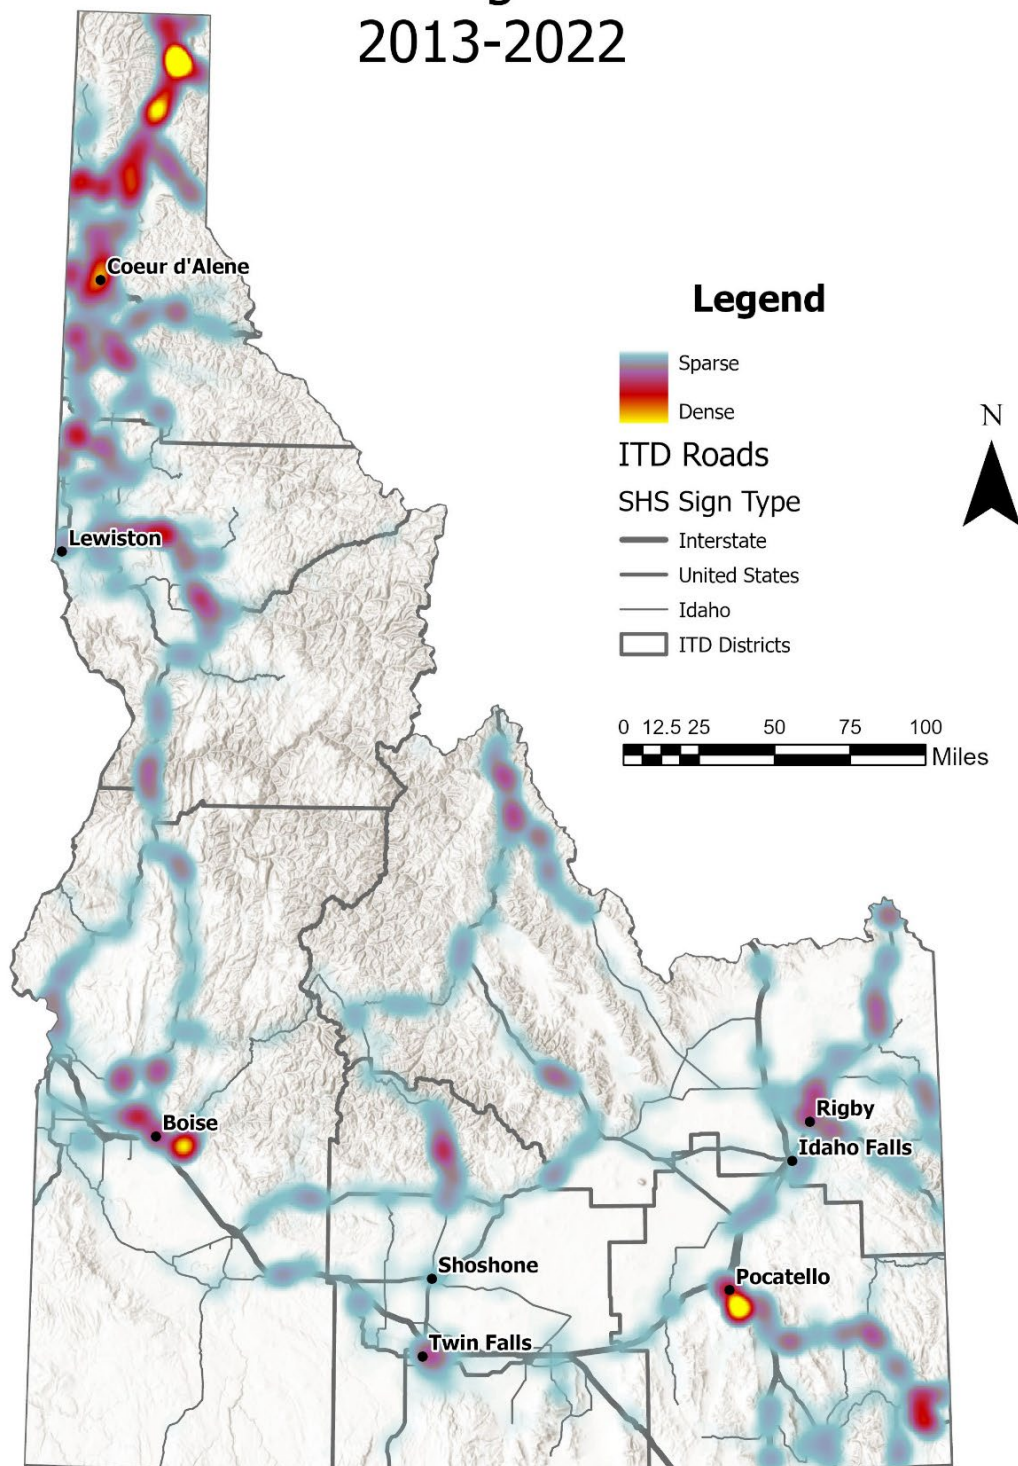 2013-2022
Coeur d'Alene
Legend
Sparse
Dense
N
ITD Roads
SHS Sign Type
Lewiston
Interstate
United States
Idaho
ITD Districts
0 12.5 25 50 75 100
Miles
Rigby
Boise
Idaho Falls
Shoshone
Pocatello
Twin Falls